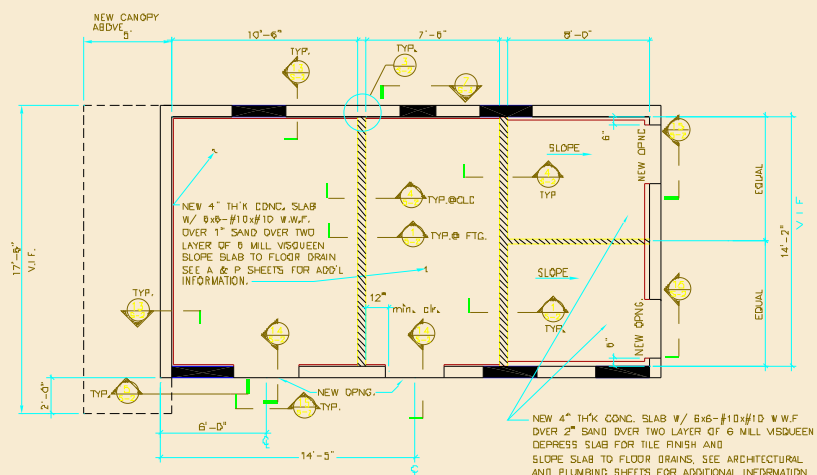 NEW CANOPY
ABOVE
5'
10'-6"
7'-6"
8'-0"
TYP.
TYP.
6"
NEW OPNG.
SLOPE
TYP.
EQUAL
V.I.F.
NEW 4" TH'K CONC. SLAB
W/ 6x6-#10x#10 W.W.F.
OVER 1" SAND OVER TWO
LAYER OF 6 MILL VISQUEEN
SLOPE SLAB TO FLOOR DRAIN
SEE A & P SHEETS FOR ADD'L
INFORMATION.
TYP.@CLG
TYP.@ FTG.
17'-6"
V.I.F.
14'-2"
SLOPE
TYP.
12"
min. clr.
TYP.
EQUAL
NEW OPNG.
6"
2'-0"
TYP.
NEW OPNG.
TYP.
6'-0"
14'-5"
NEW 4" TH'K CONC. SLAB W/ 6x6-#10x#10 W.W.F
OVER 2" SAND OVER TWO LAYER OF 6 MILL VISQUEEN
DEPRESS SLAB FOR TILE FINISH AND
SLOPE SLAB TO FLOOR DRAINS, SEE ARCHITECTURAL
AND PLUMBING SHEETS FOR ADDITIONAL INFORMATION